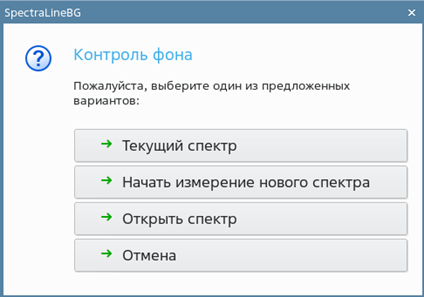 SpectraLineBG
Контроль фона
Пожалуйста, выберите один из предложенных
вариантов:
Текущий спектр
Начать измерение нового спектра
Открыть спектр
Отмена